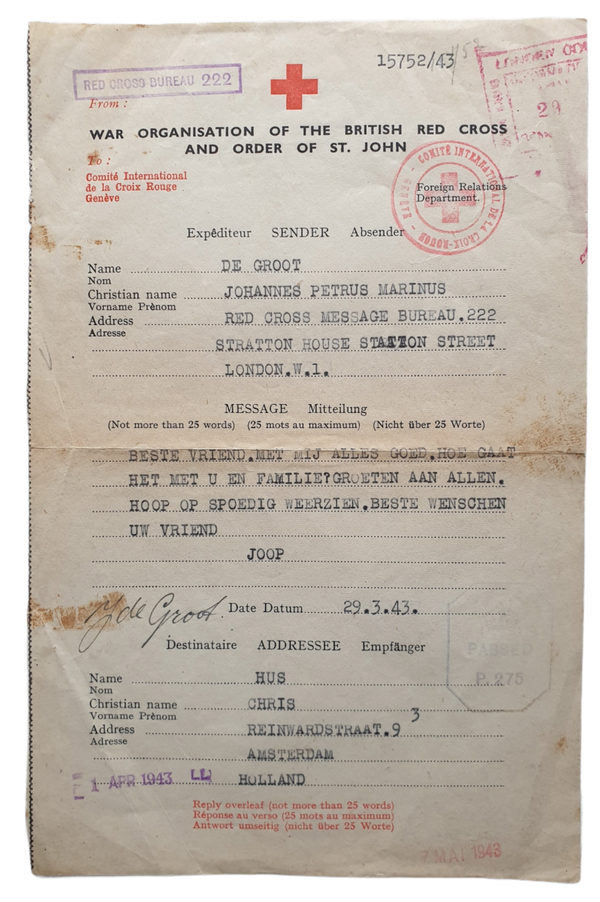 15752/43
RED CROSS BUREAU 222
From :
WAR ORGANISATION OF THE BRITISH RED CROSS
AND ORDER OF ST. JOHN
To :
Comité International
de la Croix Rouge
Genève
COMITÉ INTERNATIONAL DE LA CROIX-ROUGE
Foreign Relations
Department.
29
Expéditeur SENDER Absender
Name DE GROOT
Nom
Christian name JOHANNES PETRUS MARINUS
Vorname Prènom
Address RED CROSS MESSAGE BUREAU.222
Adresse
STRATTON HOUSE STREET
LONDON.W.1.
MESSAGE Mitteilung
(Not more than 25 words) (25 mots au maximum) (Nicht über 25 Worte)
BESTE VRIEND.MET MIJ ALLES GOED.HOE GAAT
HET MET U EN FAMILIE?GROETEN AAN ALLEN.
HOOP OP SPOEDIG WEERZIEN.BESTE WENSCHEN
UW VRIEND
JOOP
de Groot. Date Datum 29.3.43.
Destinataire ADDRESSEE Empfänger
PASSED
P.275
Name HUS
Nom
Christian name CHRIS
Vorname Prènom
Address REINWARDSTRAAT.9 3
Adresse
AMSTERDAM
1 APR 1943 HOLLAND
Reply overleaf (not more than 25 words)
Réponse au verso (25 mots au maximum)
Antwort umseitig (nicht über 25 Worte)
7 MAI 1943